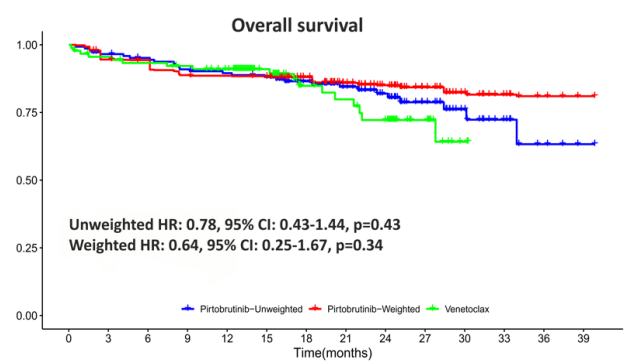 Overall survival
1.00
0.75
0.50
0.25
0.00
Unweighted HR: 0.78, 95% CI: 0.43-1.44, p=0.43
Weighted HR: 0.64, 95% CI: 0.25-1.67, p=0.34
Pirtobrutinib-Unweighted Pirtobrutinib-Weighted Venetoclax
0 3 6 9 12 15 18 21 24 27 30 33 36 39
Time(months)